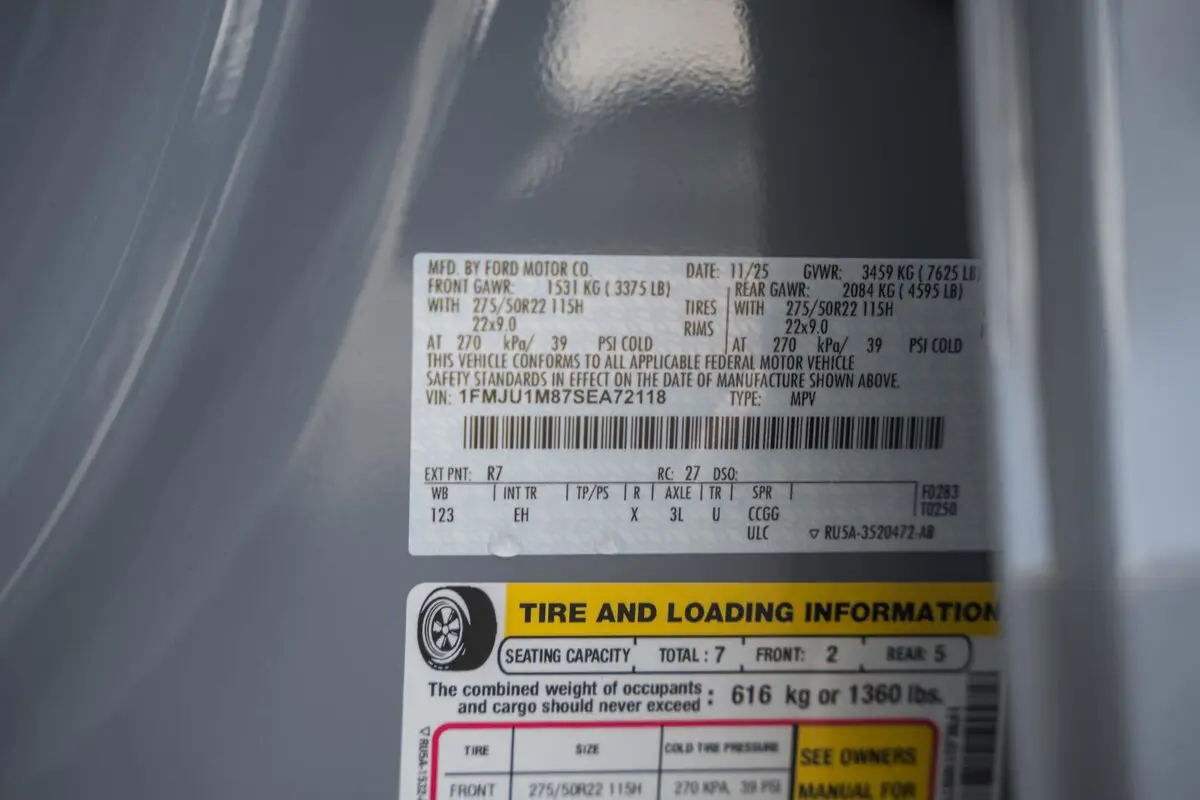 MFD. BY FORD MOTOR CO. DATE: 11/25 GVWR: 3459 KG ( 7625 LB
FRONT GAWR: 1531 KG ( 3375 LB) REAR GAWR: 2084 KG ( 4595 LB)
WITH 275/50R22 115H TIRES WITH 275/50R22 115H
22x9.0 RIMS 22x9.0
AT 270 kPa/ 39 PSI COLD AT 270 kPa/ 39 PSI COLD
THIS VEHICLE CONFORMS TO ALL APPLICABLE FEDERAL MOTOR VEHICLE
SAFETY STANDARDS IN EFFECT ON THE DATE OF MANUFACTURE SHOWN ABOVE.
VIN: 1FMJU1M87SEA72118 TYPE: MPV
EXT PNT: R7 RC: 27 DSO:
WB INT TR TP/PS R AXLE TR SPR F0283
123 EH X 3L U CCGG T0250
ULC ▽ RU5A-3520472-AB
TIRE AND LOADING INFORMATION
SEATING CAPACITY TOTAL : 7 FRONT: 2 REAR: 5
The combined weight of occupants : 616 kg or 1360 lbs.
and cargo should never exceed
TIRE SIZE COLD TIRE PRESSURE SEE OWNERS
FRONT 275/50R22 115H 270 KPA, 39 PSI MANUAL FOR
▽RU5A-1532-